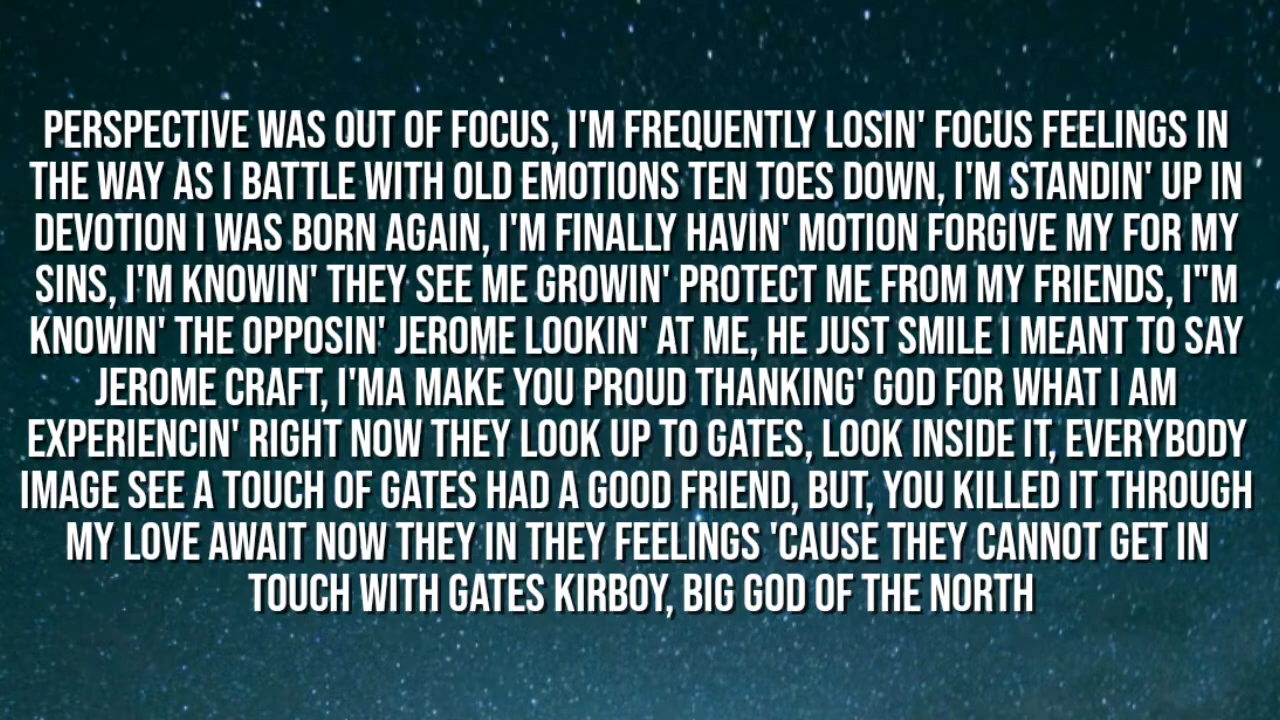 PERSPECTIVE WAS OUT OF FOCUS, I'M FREQUENTLY LOSIN' FOCUS FEELINGS IN
THE WAY AS I BATTLE WITH OLD EMOTIONS TEN TOES DOWN, I'M STANDIN' UP IN
DEVOTION I WAS BORN AGAIN, I'M FINALLY HAVIN' MOTION FORGIVE MY FOR MY
SINS, I'M KNOWIN' THEY SEE ME GROWIN' PROTECT ME FROM MY FRIENDS, I"M
KNOWIN' THE OPPOSIN' JEROME LOOKIN' AT ME, HE JUST SMILE I MEANT TO SAY
JEROME CRAFT, I'MA MAKE YOU PROUD THANKING' GOD FOR WHAT I AM
EXPERIENCIN' RIGHT NOW THEY LOOK UP TO GATES, LOOK INSIDE IT, EVERYBODY
IMAGE SEE A TOUCH OF GATES HAD A GOOD FRIEND, BUT, YOU KILLED IT THROUGH
MY LOVE AWAIT NOW THEY IN THEY FEELINGS 'CAUSE THEY CANNOT GET IN
TOUCH WITH GATES KIRBOY, BIG GOD OF THE NORTH